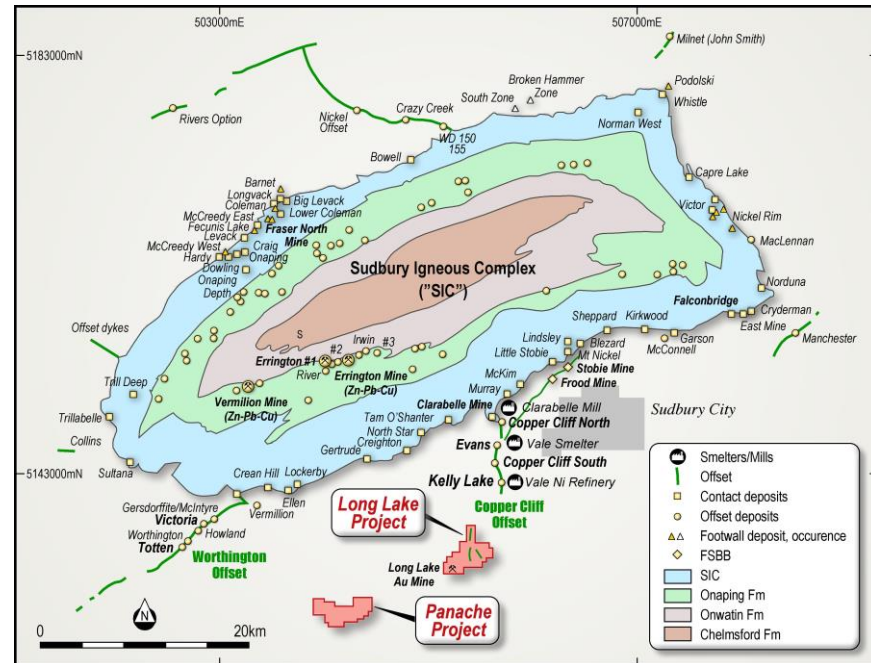 503000mE
507000mE
5183000mN
Milnet (John Smith)
Broken Hammer
Zone
South Zone
Podolski
Whistle
Rivers Option
Nickel
Offset
Crazy Creek
WD 150
155
Norman West
Bowell
Capre Lake
Barnet
Longvack
Coleman
Big Levack
Lower Coleman
McCreedy East
Fecunis Lake
Levack
Fraser North
Mine
Victor
Nickel Rim
MacLennan
McCreedy West
Hardy
Craig
Onaping
Dowling
Onaping
Depth
Sudbury Igneous Complex
("SIC")
Norduna
Falconbridge
Cryderman
East Mine
Sheppard
Kirkwood
Garson
McConnell
Manchester
Offset dykes
S
Irwin
#2
#3
Errington #1
River
Errington Mine
(Zn-Pb-Cu)
Vermilion Mine
(Zn-Pb-Cu)
Lindsley
Blezard
Little Stobie
Mt Nickel
Stobie Mine
Frood Mine
McKim
Murray
Trill Deep
Trillabelle
Collins
Sultana
Tam O'Shanter
North Star
Creighton
Gertrude
Clarabelle Mine
Clarabelle Mill
Sudbury City
Copper Cliff North
Evans
Vale Smelter
Copper Cliff South
Kelly Lake
Vale Ni Refinery
5143000mN
Crean Hill
Lockerby
Ellen
Vermillion
Gersdorffite/McIntyre
Victoria
Howland
Worthington
Totten
Worthington
Offset
Long Lake
Project
Copper Cliff
Offset
Long Lake
Au Mine
Panache
Project
N
0
20km
Smelters/Mills
Offset
Contact deposits
Offset deposits
Footwall deposit, occurence
FSBB
SIC
Onaping Fm
Onwatin Fm
Chelmsford Fm